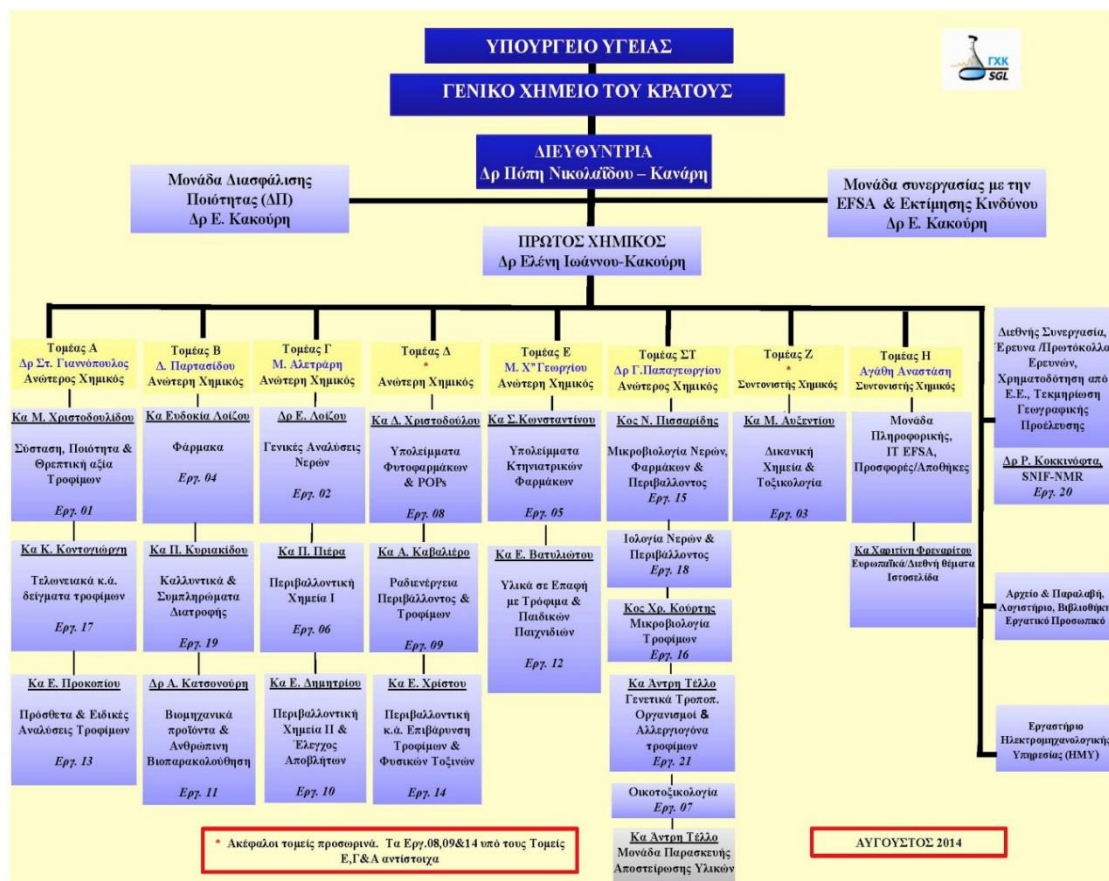 ΥΠΟΥΡΓΕΙΟ ΥΓΕΙΑΣ
ΓΧΚ
SGL
ΓΕΝΙΚΟ ΧΗΜΕΙΟ ΤΟΥ ΚΡΑΤΟΥΣ
ΔΙΕΥΘΥΝΤΡΙΑ
Δρ Πόπη Νικολαΐδου – Κανάρη
Μονάδα Διασφάλισης
Ποιότητας (ΔΠ)
Δρ Ε. Κακούρη
Μονάδα συνεργασίας με την
EFSA & Εκτίμησης Κινδύνου
Δρ Ε. Κακούρη
ΠΡΩΤΟΣ ΧΗΜΙΚΟΣ
Δρ Ελένη Ιωάννου-Κακούρη
Τομέας Α
Δρ Στ. Γιαννόπουλος
Ανώτερος Χημικός
Κα Μ. Χριστοδουλίδου
Σύσταση, Ποιότητα &
Θρεπτική αξία
Τροφίμων
Εργ. 01
Κα Κ. Κοντογιώργη
Τελωνειακά κ.ά.
δείγματα τροφίμων
Εργ. 17
Κα Ε. Προκοπίου
Πρόσθετα & Ειδικές
Αναλύσεις Τροφίμων
Εργ. 13
Τομέας Β
Δ. Παρτασίδου
Ανώτερη Χημικός
Κα Ευδοκία Λοίζου
Φάρμακα
Εργ. 04
Κα Π. Κυριακίδου
Καλλυντικά &
Συμπληρώματα
Διατροφής
Εργ. 19
Δρ Α. Κατσονούρη
Βιομηχανικά
προϊόντα &
Ανθρώπινη
Βιοπαρακολούθηση
Εργ. 11
Τομέας Γ
Μ. Αλετράρη
Ανώτερη Χημικός
Δρ Ε. Λοίζου
Γενικές Αναλύσεις
Νερών
Εργ. 02
Κα Π. Πιέρα
Περιβαλλοντική
Χημεία Ι
Εργ. 06
Κα Ε. Δημητρίου
Περιβαλλοντική
Χημεία ΙΙ &
Έλεγχος
Αποβλήτων
Εργ. 10
Τομέας Δ
*
Ανώτερη Χημικός
Κα Δ. Χριστοδούλου
Υπολείμματα
Φυτοφαρμάκων
& POPs
Εργ. 08
Κα Α. Καβαλιέρο
Ραδιενέργεια
Περιβάλλοντος &
Τροφίμων
Εργ. 09
Κα Ε. Χρίστου
Περιβαλλοντική
κ.ά. Επιβάρυνση
Τροφίμων &
Φυσικών Τοξινών
Εργ. 14
Τομέας Ε
Μ. Χ"Γεωργίου
Ανώτερη Χημικός
Κα Σ.Κωνσταντίνου
Υπολείμματα
Κτηνιατρικών
Φαρμάκων
Εργ. 05
Κα Ε. Βατυλιώτου
Υλικά σε Επαφή
με Τρόφιμα &
Παιδικών
Παιχνιδιών
Εργ. 12
Τομέας ΣΤ
Δρ Γ.Παπαγεωργίου
Ανώτερος Χημικός
Κος Ν. Πισσαρίδης
Μικροβιολογία Νερών,
Φαρμάκων &
Περιβάλλοντος
Εργ. 15
Ιολογία Νερών &
Περιβάλλοντος
Εργ. 18
Κος Χρ. Κούρτης
Μικροβιολογία
Τροφίμων
Εργ. 16
Κα Άντρη Τέλλο
Γενετικά Τροποπ.
Οργανισμοί &
Αλλεργιογόνα
τροφίμων
Εργ. 21
Οικοτοξικολογία
Εργ. 07
Κα Άντρη Τέλλο
Μονάδα Παρασκευής
Αποστείρωσης Υλικών
Τομέας Ζ
*
Συντονιστής Χημικός
Κα Μ. Αυξεντίου
Δικανική
Χημεία &
Τοξικολογία
Εργ. 03
Τομέας Η
Αγάθη Αναστάση
Συντονιστής Χημικός
Μονάδα
Πληροφορικής,
IT EFSA,
Προσφορές/Αποθήκες
Κα Χαριτίνη Φρεναρίτου
Ευρωπαϊκά/Διεθνή θέματα
Ιστοσελίδα
Διεθνής Συνεργασία,
Έρευνα /Πρωτόκολλα
Ερευνών,
Χρηματοδότηση από
Ε.Ε., Τεκμηρίωση
Γεωγραφικής
Προέλευσης
Δρ Ρ. Κοκκινόφτα,
SNIF-NMR
Εργ. 20
Αρχείο & Παραλαβή,
Λογιστήριο, Βιβλιοθήκη
Εργατικό Προσωπικό
Εργαστήριο
Ηλεκτρομηχανολογικής
Υπηρεσίας (ΗΜΥ)
* Ακέφαλοι τομείς προσωρινά. Τα Εργ.08,09&14 υπό τους Τομείς
Ε,Γ&Α αντίστοιχα
ΑΥΓΟΥΣΤΟΣ 2014